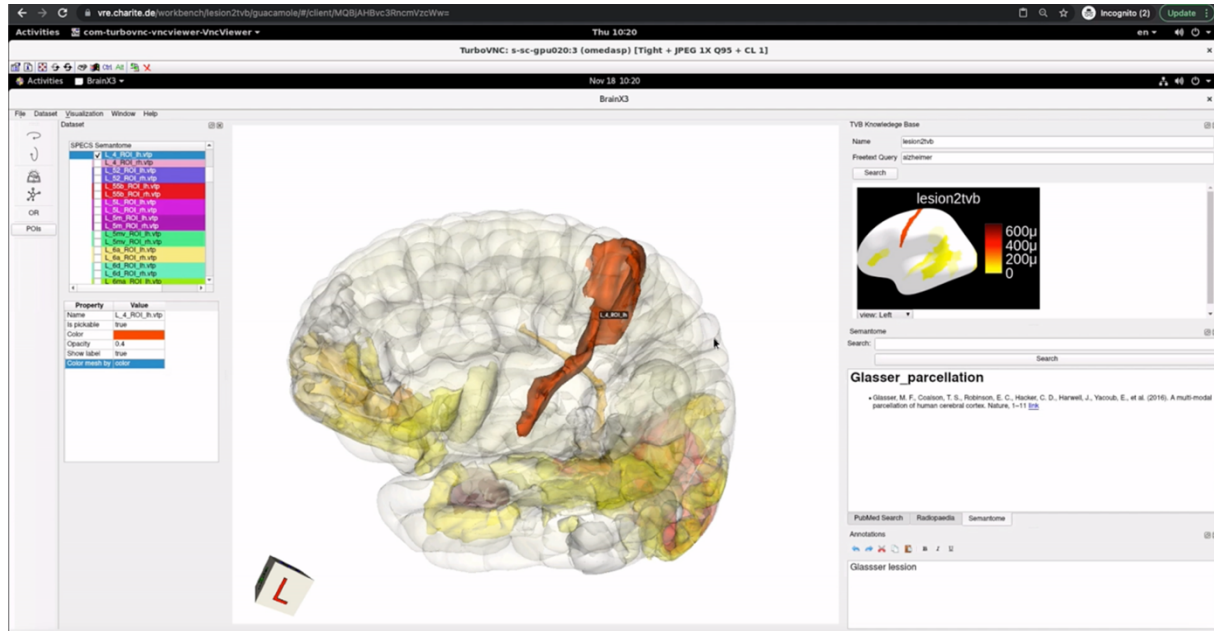 vre.charite.de/workbench/lesion2tvb/guacamole/#/client/MQBjAHBvc3RncmVzcWw=
Incognito (2)
Update
Activities
com-turbovnc-vncviewer-VncViewer
Thu 10:20
en
TurboVNC: s-sc-gpu020:3 (omedasp) [Tight + JPEG 1X Q95 + CL 1]
Ctrl Alt
Activities
BrainX3
Nov 18 10:20
BrainX3
File Dataset Visualization Window Help
Dataset
SPECS Semantome
L_4_ROI_lh.vtp
L_4_ROI_rh.vtp
L_52_ROI_lh.vtp
L_52_ROI_rh.vtp
L_55b_ROI_lh.vtp
L_55b_ROI_rh.vtp
L_5L_ROI_lh.vtp
L_5L_ROI_rh.vtp
L_5m_ROI_lh.vtp
L_5m_ROI_rh.vtp
L_5mv_ROI_lh.vtp
L_5mv_ROI_rh.vtp
L_6a_ROI_lh.vtp
L_6a_ROI_rh.vtp
L_6d_ROI_lh.vtp
L_6d_ROI_rh.vtp
L_6ma_ROI_lh.vtp
OR
POIs
Property Value
Name L_4_ROI_lh.vtp
Is pickable true
Color
Opacity 0.4
Show label true
Color mesh by color
L_4_ROI_lh
L
TVB Knowledege Base
Name lesion2tvb
Freetext Query alzheimer
Search
lesion2tvb
600μ
400μ
200μ
0
view: Left
Semantome
Search:
Search
Glasser_parcellation
• Glasser, M. F., Coalson, T. S., Robinson, E. C., Hacker, C. D., Harwell, J., Yacoub, E., et al. (2016). A multi-modal
parcellation of human cerebral cortex. Nature, 1–11 link
PubMed Search Radiopaedia Semantome
Annotations
B I U
Glassser lession